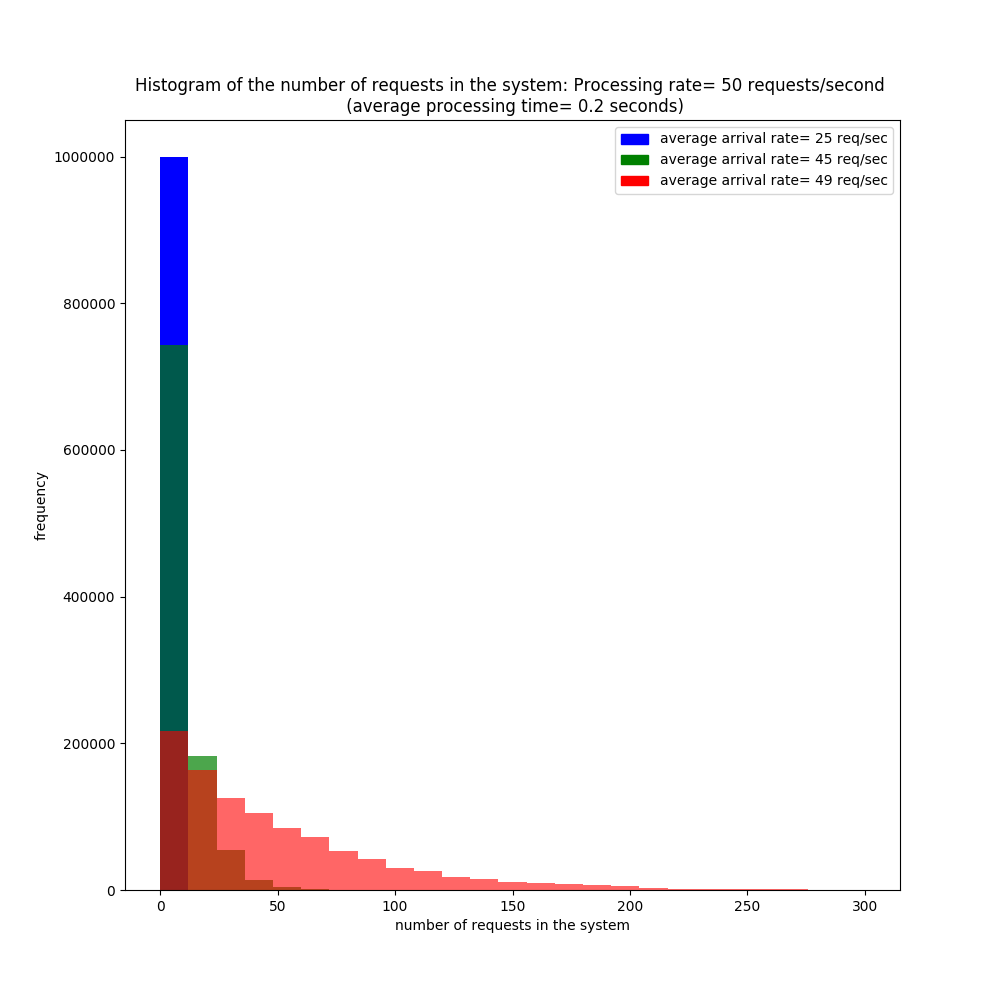 Histogram of the number of requests in the system: Processing rate= 50 requests/second
(average processing time= 0.2 seconds)
average arrival rate= 25 req/sec
average arrival rate= 45 req/sec
average arrival rate= 49 req/sec
1000000
800000
600000
400000
200000
0
frequency
0 50 100 150 200 250 300
number of requests in the system